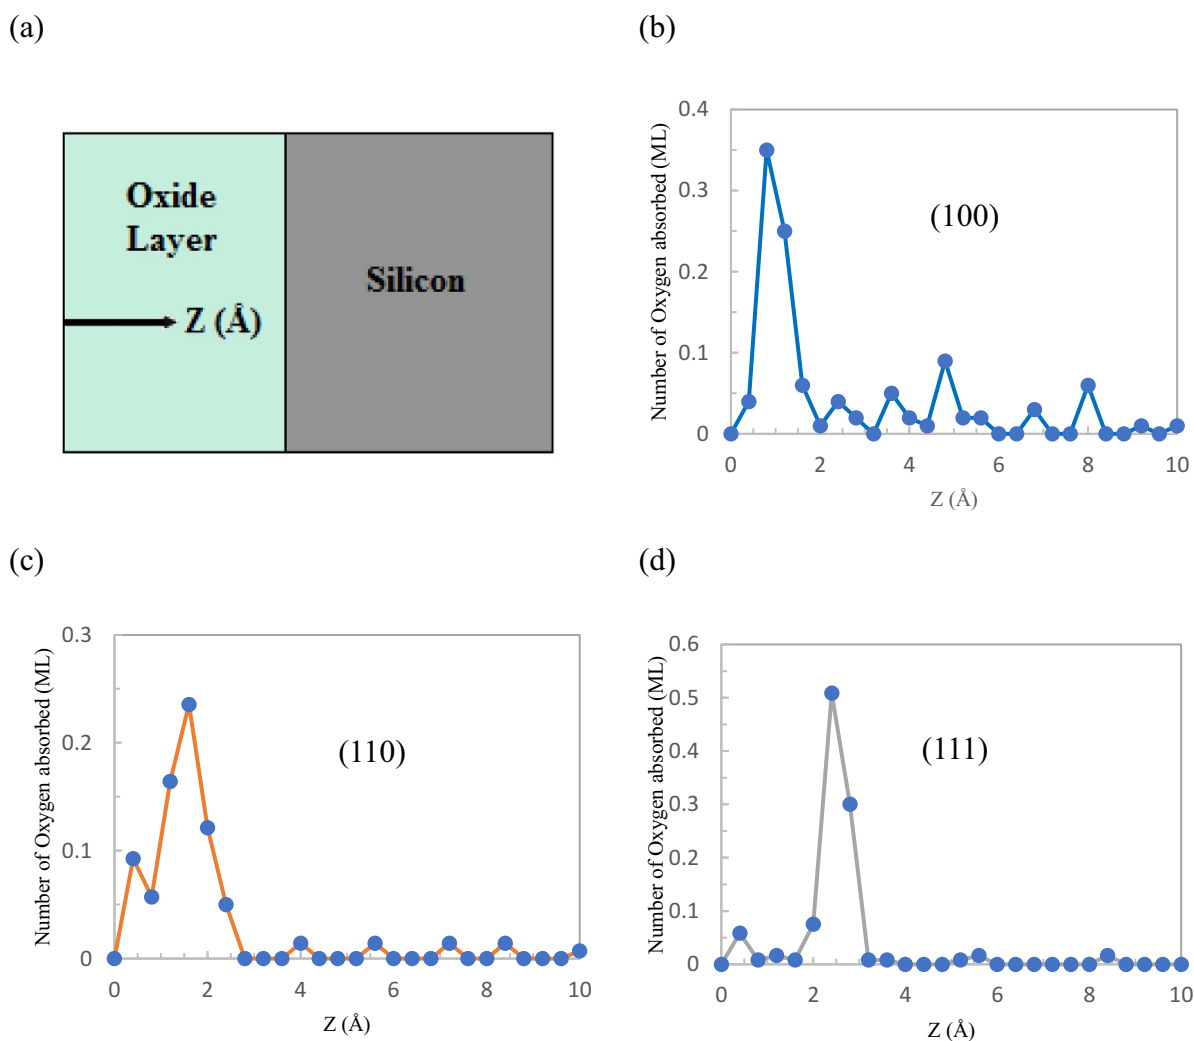 (a)
Oxide
Layer
Z (Å)
Silicon
(b)
Number of Oxygen absorbed (ML)
0.4
0.3
0.2
0.1
0
(100)
0 2 4 6 8 10
Z (Å)
(c)
Number of Oxygen absorbed (ML)
0.3
0.2
0.1
0
(110)
0 2 4 6 8 10
Z (Å)
(d)
Number of Oxygen absorbed (ML)
0.6
0.5
0.4
0.3
0.2
0.1
0
(111)
0 2 4 6 8 10
Z (Å)